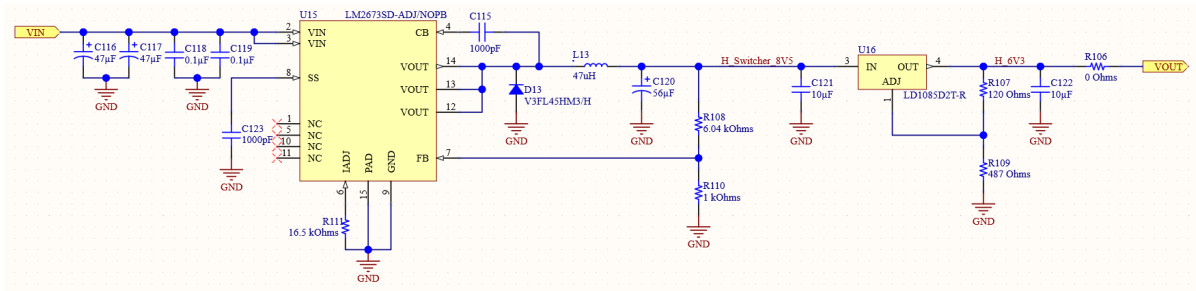 VIN
C116
47µF
C117
47µF
C118
0.1µF
C119
0.1µF
GND
GND
C123
1000pF
GND
U15
LM2673SD-ADJ/NOPB
2
VIN
3
VIN
8
SS
1
NC
5
NC
10
NC
11
NC
CB
4
VOUT
14
VOUT
13
VOUT
12
FB
7
IADJ
PAD
GND
6
15
9
R111
16.5 kOhms
GND
C115
1000pF
D13
V3FL45HM3/H
GND
L13
47uH
C120
56µF
GND
H_Switcher_8V5
R108
6.04 kOhms
R110
1 kOhms
GND
C121
10µF
GND
U16
3
IN
OUT
4
ADJ
1
LD1085D2T-R
H_6V3
R107
120 Ohms
R109
487 Ohms
GND
C122
10µF
GND
R106
0 Ohms
VOUT